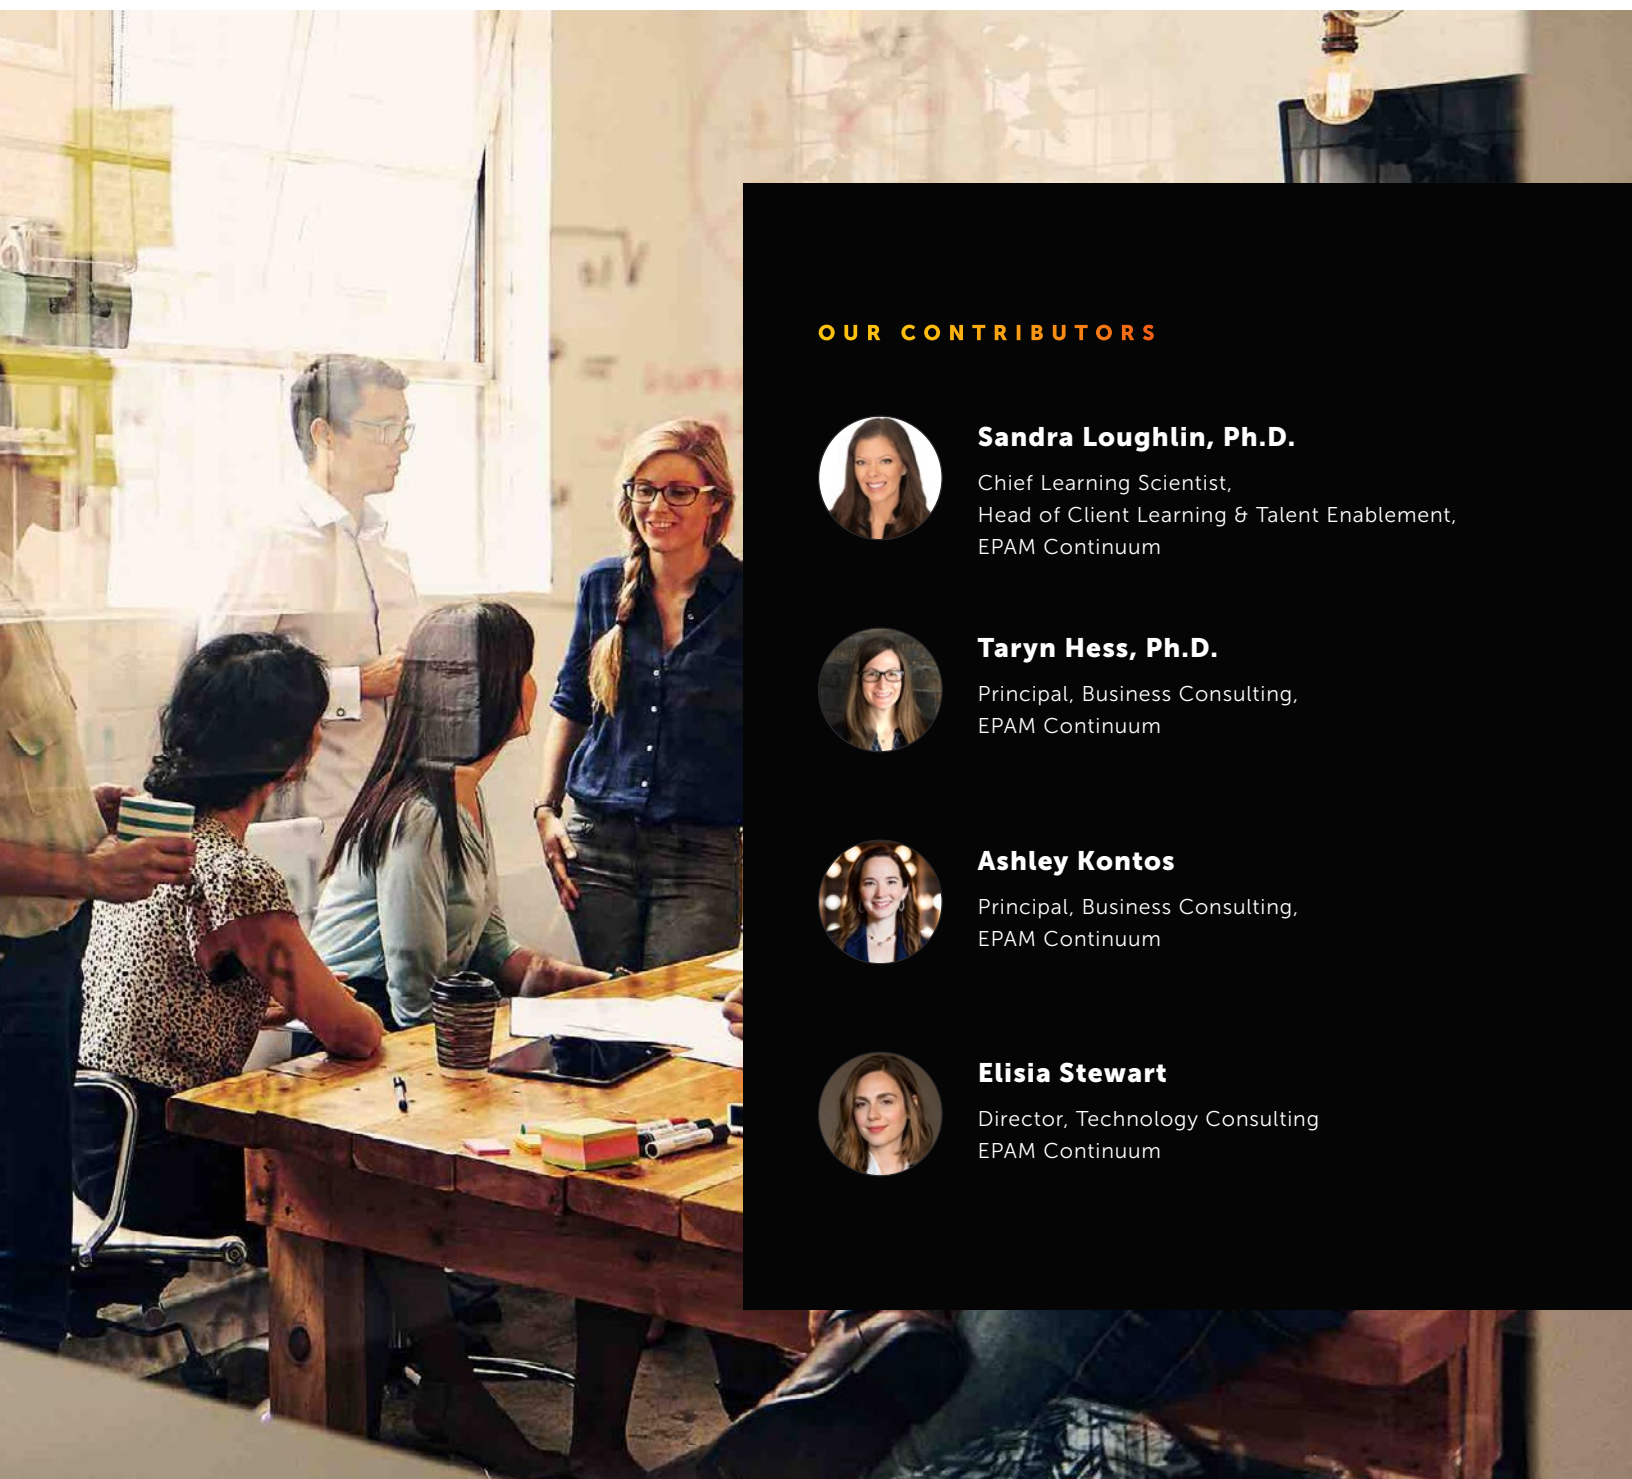 OUR CONTRIBUTORS
Sandra Loughlin, Ph.D.
Chief Learning Scientist,
Head of Client Learning & Talent Enablement,
EPAM Continuum
Taryn Hess, Ph.D.
Principal, Business Consulting,
EPAM Continuum
Ashley Kontos
Principal, Business Consulting,
EPAM Continuum
Elisia Stewart
Director, Technology Consulting
EPAM Continuum